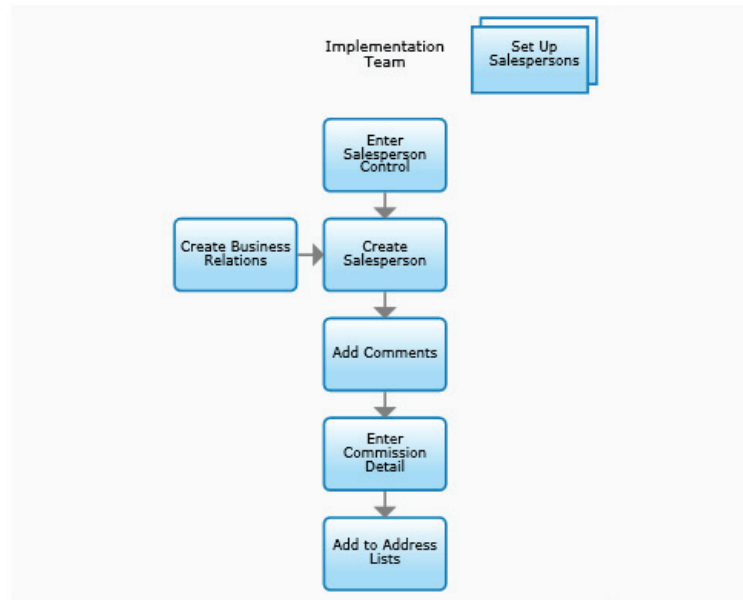 Implementation
Team
Set Up
Salespersons
Enter
Salesperson
Control
Create Business
Relations
Create
Salesperson
Add Comments
Enter
Commission
Detail
Add to Address
Lists